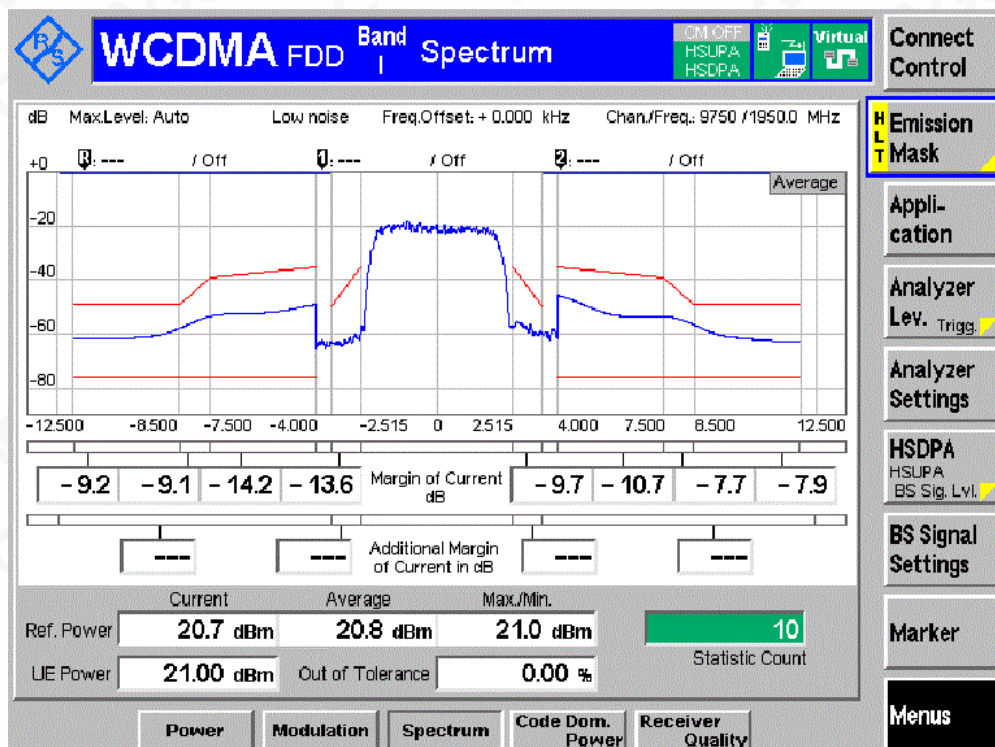 R&S
WCDMA FDD Band I Spectrum
CM OFF
HSUPA
HSDPA
Virtual
Connect Control
dB Max.Level: Auto Low noise Freq.Offset: + 0.000 kHz Chan./Freq.: 9750 / 1950.0 MHz
H L T
Emission Mask
+0 R: --- / Off 1: --- / Off 2: --- / Off
Average
-20
-40
-60
-80
Appli-
cation
Analyzer
Lev. Trigg.
Analyzer
Settings
-12.500 -8.500 -7.500 -4.000 -2.515 0 2.515 4.000 7.500 8.500 12.500
HSDPA
HSUPA
BS Sig. Lvl.
- 9.2 - 9.1 - 14.2 - 13.6 Margin of Current dB - 9.7 - 10.7 - 7.7 - 7.9
--- --- Additional Margin of Current in dB --- ---
BS Signal
Settings
Current Average Max./Min.
Ref. Power 20.7 dBm 20.8 dBm 21.0 dBm 10
Statistic Count
UE Power 21.00 dBm Out of Tolerance 0.00 %
Marker
Menus
Power Modulation Spectrum Code Dom. Power Receiver Quality